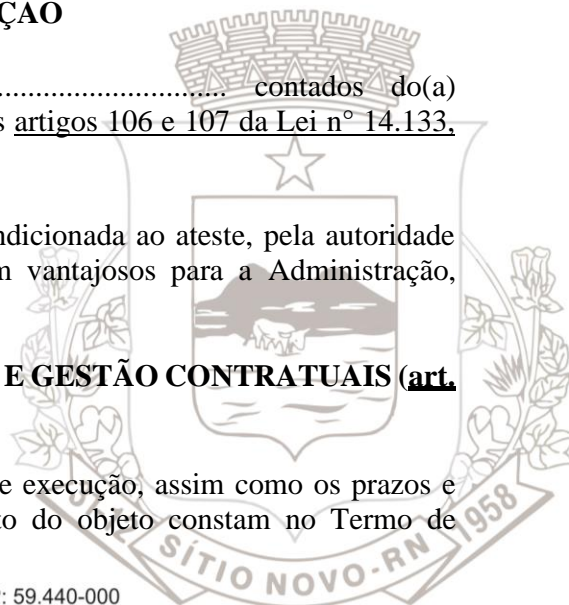 ÇÃO
............................ contados do(a)
s artigos 106 e 107 da Lei n° 14.133,
ndicionada ao ateste, pela autoridade
m vantajosos para a Administração,
E GESTÃO CONTRATUAIS (art.
e execução, assim como os prazos e
to do objeto constam no Termo de
SÍTIO NOVO-RN 1958
: 59.440-000